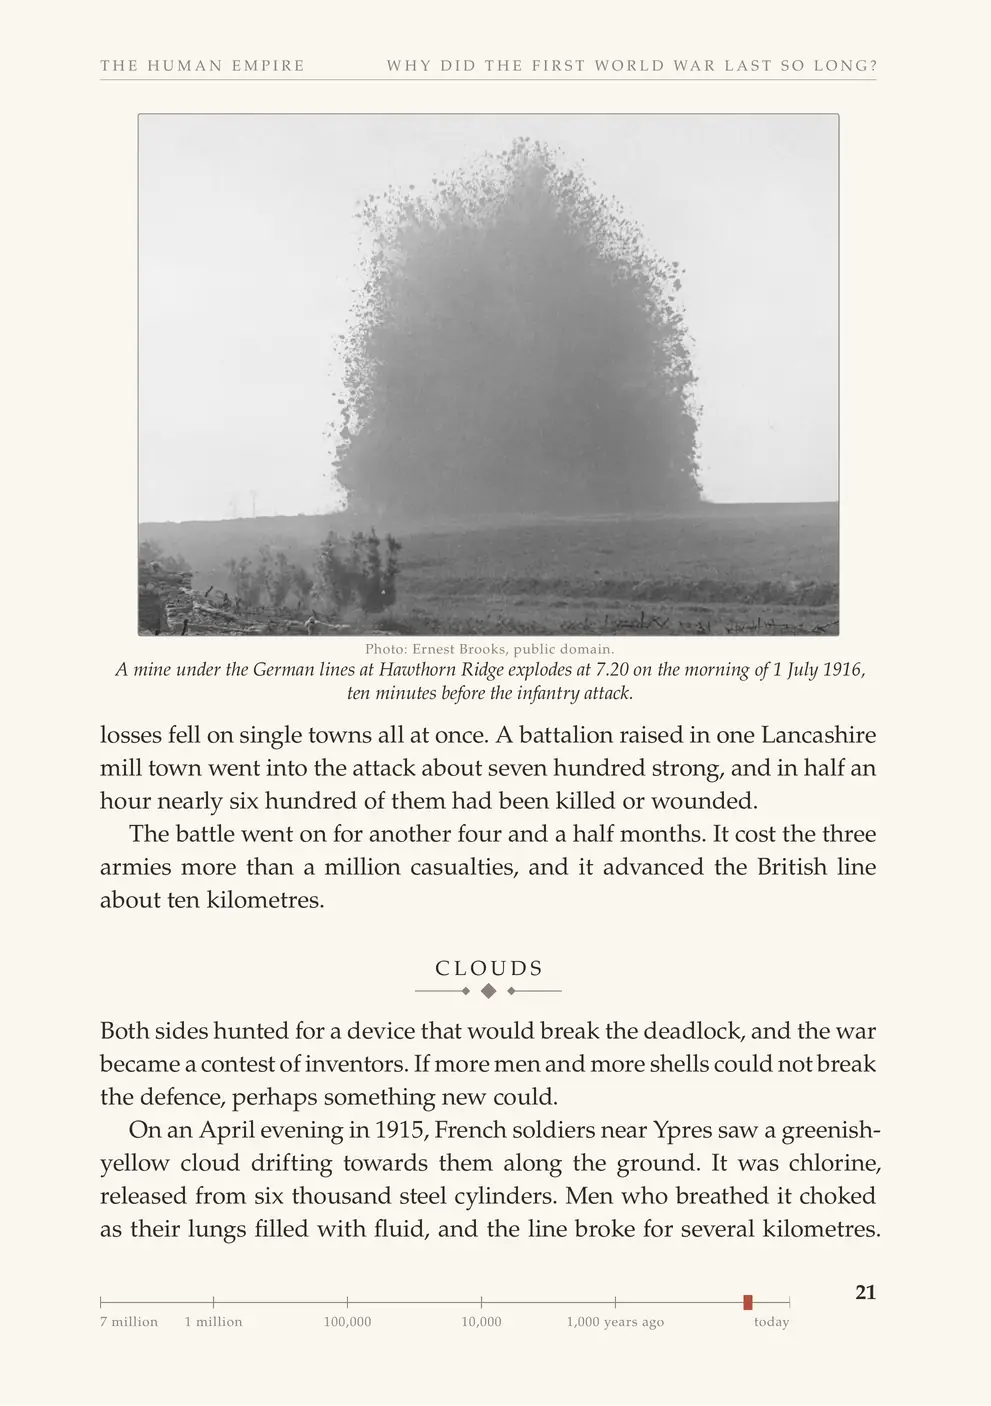 THE HUMAN EMPIRE
WHY DID THE FIRST WORLD WAR LAST SO LONG?
Photo: Ernest Brooks, public domain.
A mine under the German lines at Hawthorn Ridge explodes at 7.20 on the morning of 1 July 1916,
ten minutes before the infantry attack.
losses fell on single towns all at once. A battalion raised in one Lancashire
mill town went into the attack about seven hundred strong, and in half an
hour nearly six hundred of them had been killed or wounded.
The battle went on for another four and a half months. It cost the three
armies more than a million casualties, and it advanced the British line
about ten kilometres.
CLOUDS
Both sides hunted for a device that would break the deadlock, and the war
became a contest of inventors. If more men and more shells could not break
the defence, perhaps something new could.
On an April evening in 1915, French soldiers near Ypres saw a greenish-
yellow cloud drifting towards them along the ground. It was chlorine,
released from six thousand steel cylinders. Men who breathed it choked
as their lungs filled with fluid, and the line broke for several kilometres.
21
7 million
1 million
100,000
10,000
1,000 years ago
today